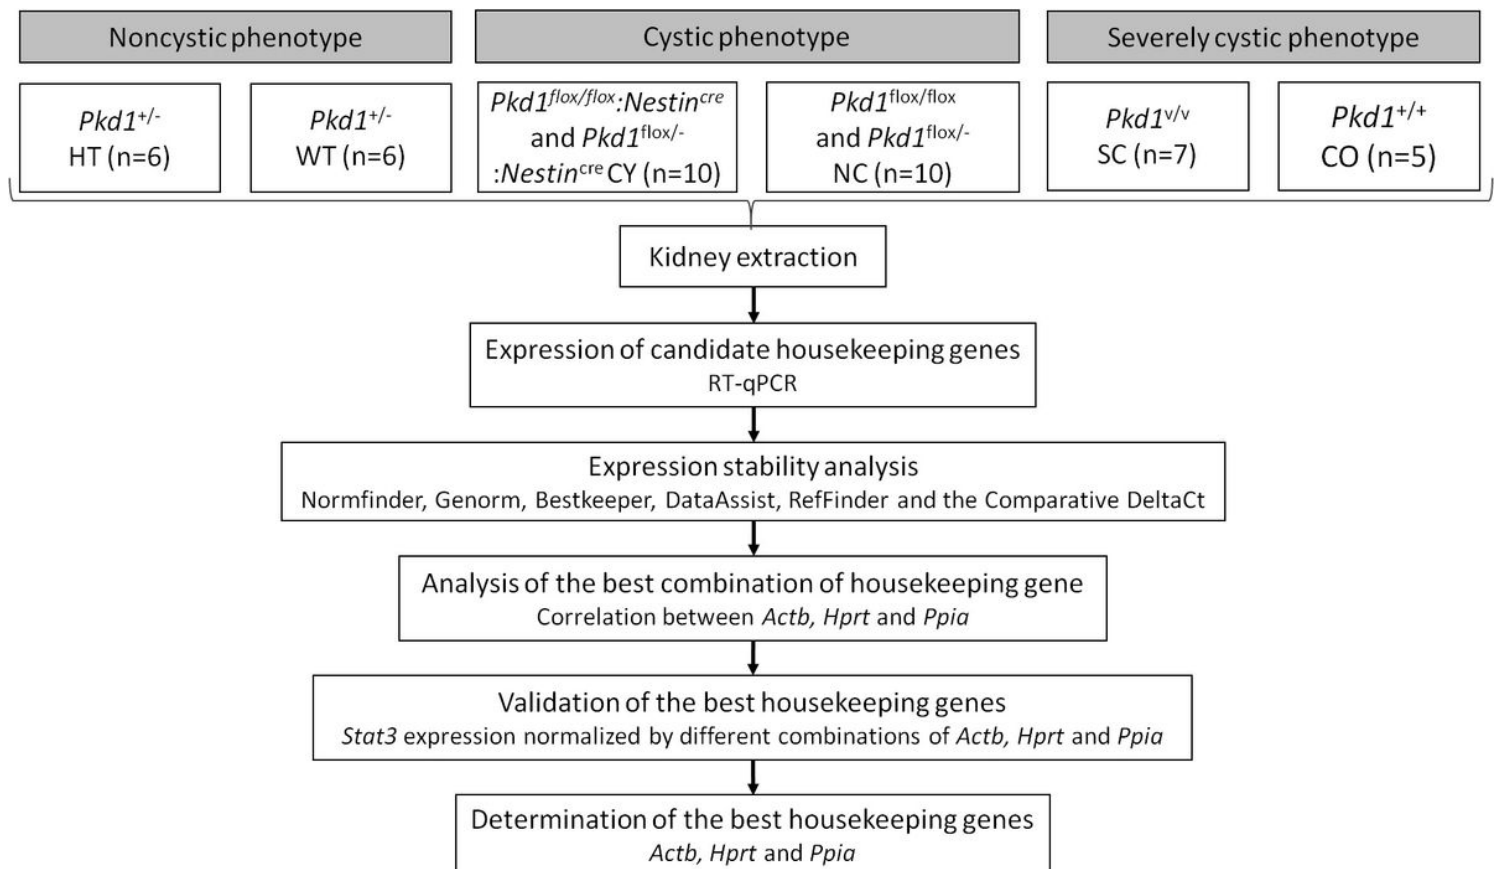 Noncystic phenotype
Cystic phenotype
Severely cystic phenotype
Pkd1+/-
HT (n=6)
Pkd1+/-
WT (n=6)
Pkd1flox/flox:Nestincre
and Pkd1flox/-
:Nestincre CY (n=10)
Pkd1flox/flox
and Pkd1flox/-
NC (n=10)
Pkd1v/v
SC (n=7)
Pkd1+/+
CO (n=5)
Kidney extraction
Expression of candidate housekeeping genes
RT-qPCR
Expression stability analysis
Normfinder, Genorm, Bestkeeper, DataAssist, RefFinder and the Comparative DeltaCt
Analysis of the best combination of housekeeping gene
Correlation between Actb, Hprt and Ppia
Validation of the best housekeeping genes
Stat3 expression normalized by different combinations of Actb, Hprt and Ppia
Determination of the best housekeeping genes
Actb, Hprt and Ppia